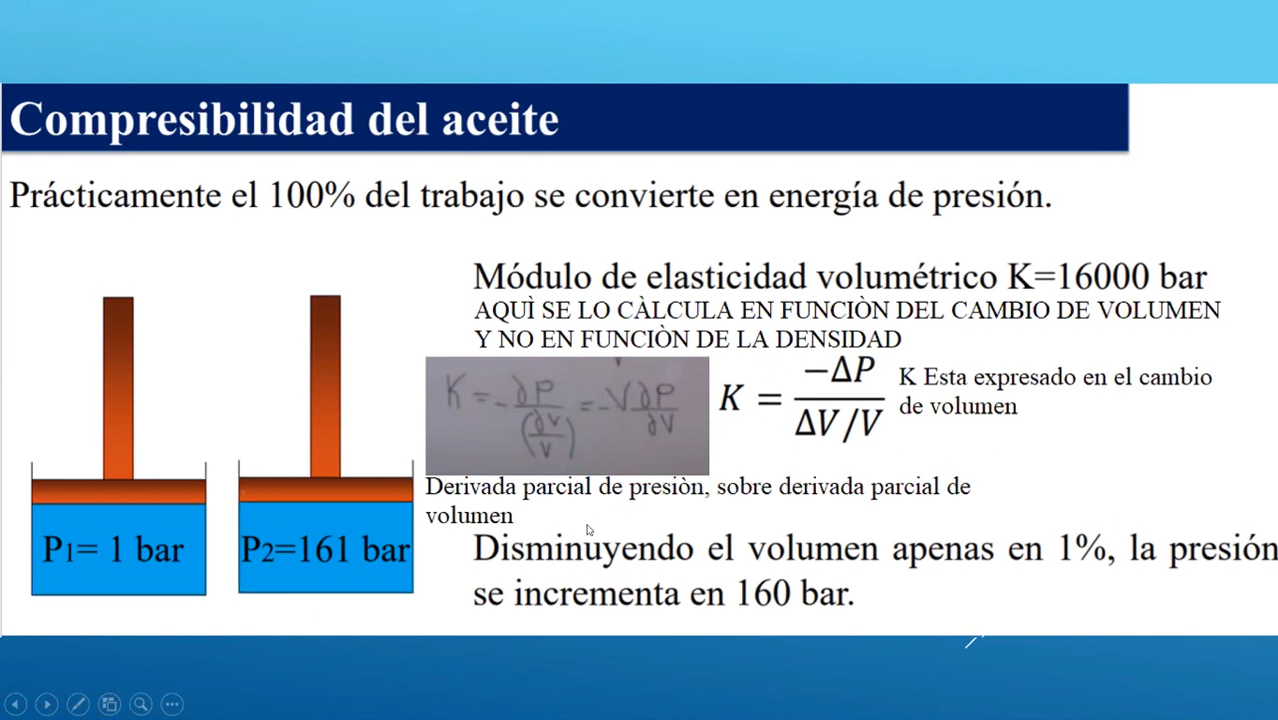 Compresibilidad del aceite
Prácticamente el 100% del trabajo se convierte en energía de presión.
Módulo de elasticidad volumétrico K=16000 bar
AQUÌ SE LO CÀLCULA EN FUNCIÒN DEL CAMBIO DE VOLUMEN
Y NO EN FUNCIÒN DE LA DENSIDAD
K = - ∂P / (∂V / V) = -V ∂P / ∂V
K = −ΔP / ΔV/V
K Esta expresado en el cambio
de volumen
Derivada parcial de presiòn, sobre derivada parcial de
volumen
P1= 1 bar
P2=161 bar
Disminuyendo el volumen apenas en 1%, la presión
se incrementa en 160 bar.